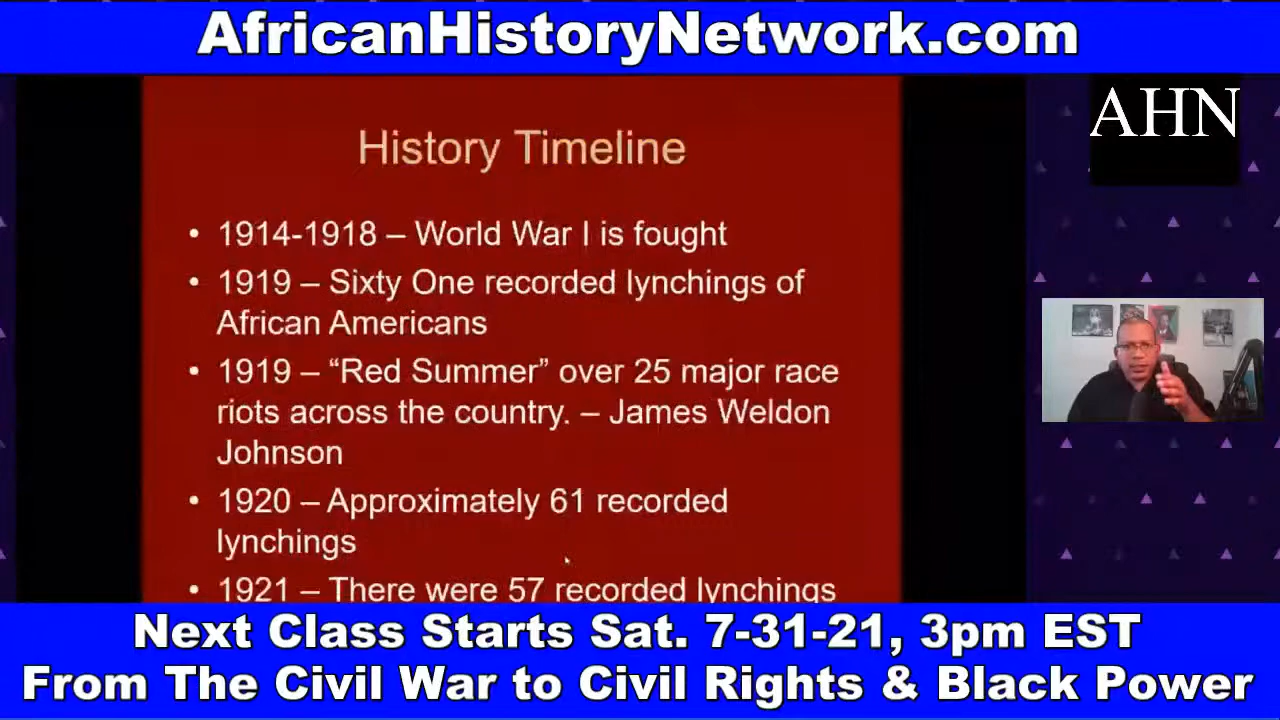 AfricanHistoryNetwork.com
AHN
History Timeline
• 1914-1918 – World War I is fought
• 1919 – Sixty One recorded lynchings of
African Americans
• 1919 – “Red Summer” over 25 major race
riots across the country. – James Weldon
Johnson
• 1920 – Approximately 61 recorded
lynchings
• 1921 – There were 57 recorded lynchings
Next Class Starts Sat. 7-31-21, 3pm EST
From The Civil War to Civil Rights & Black Power